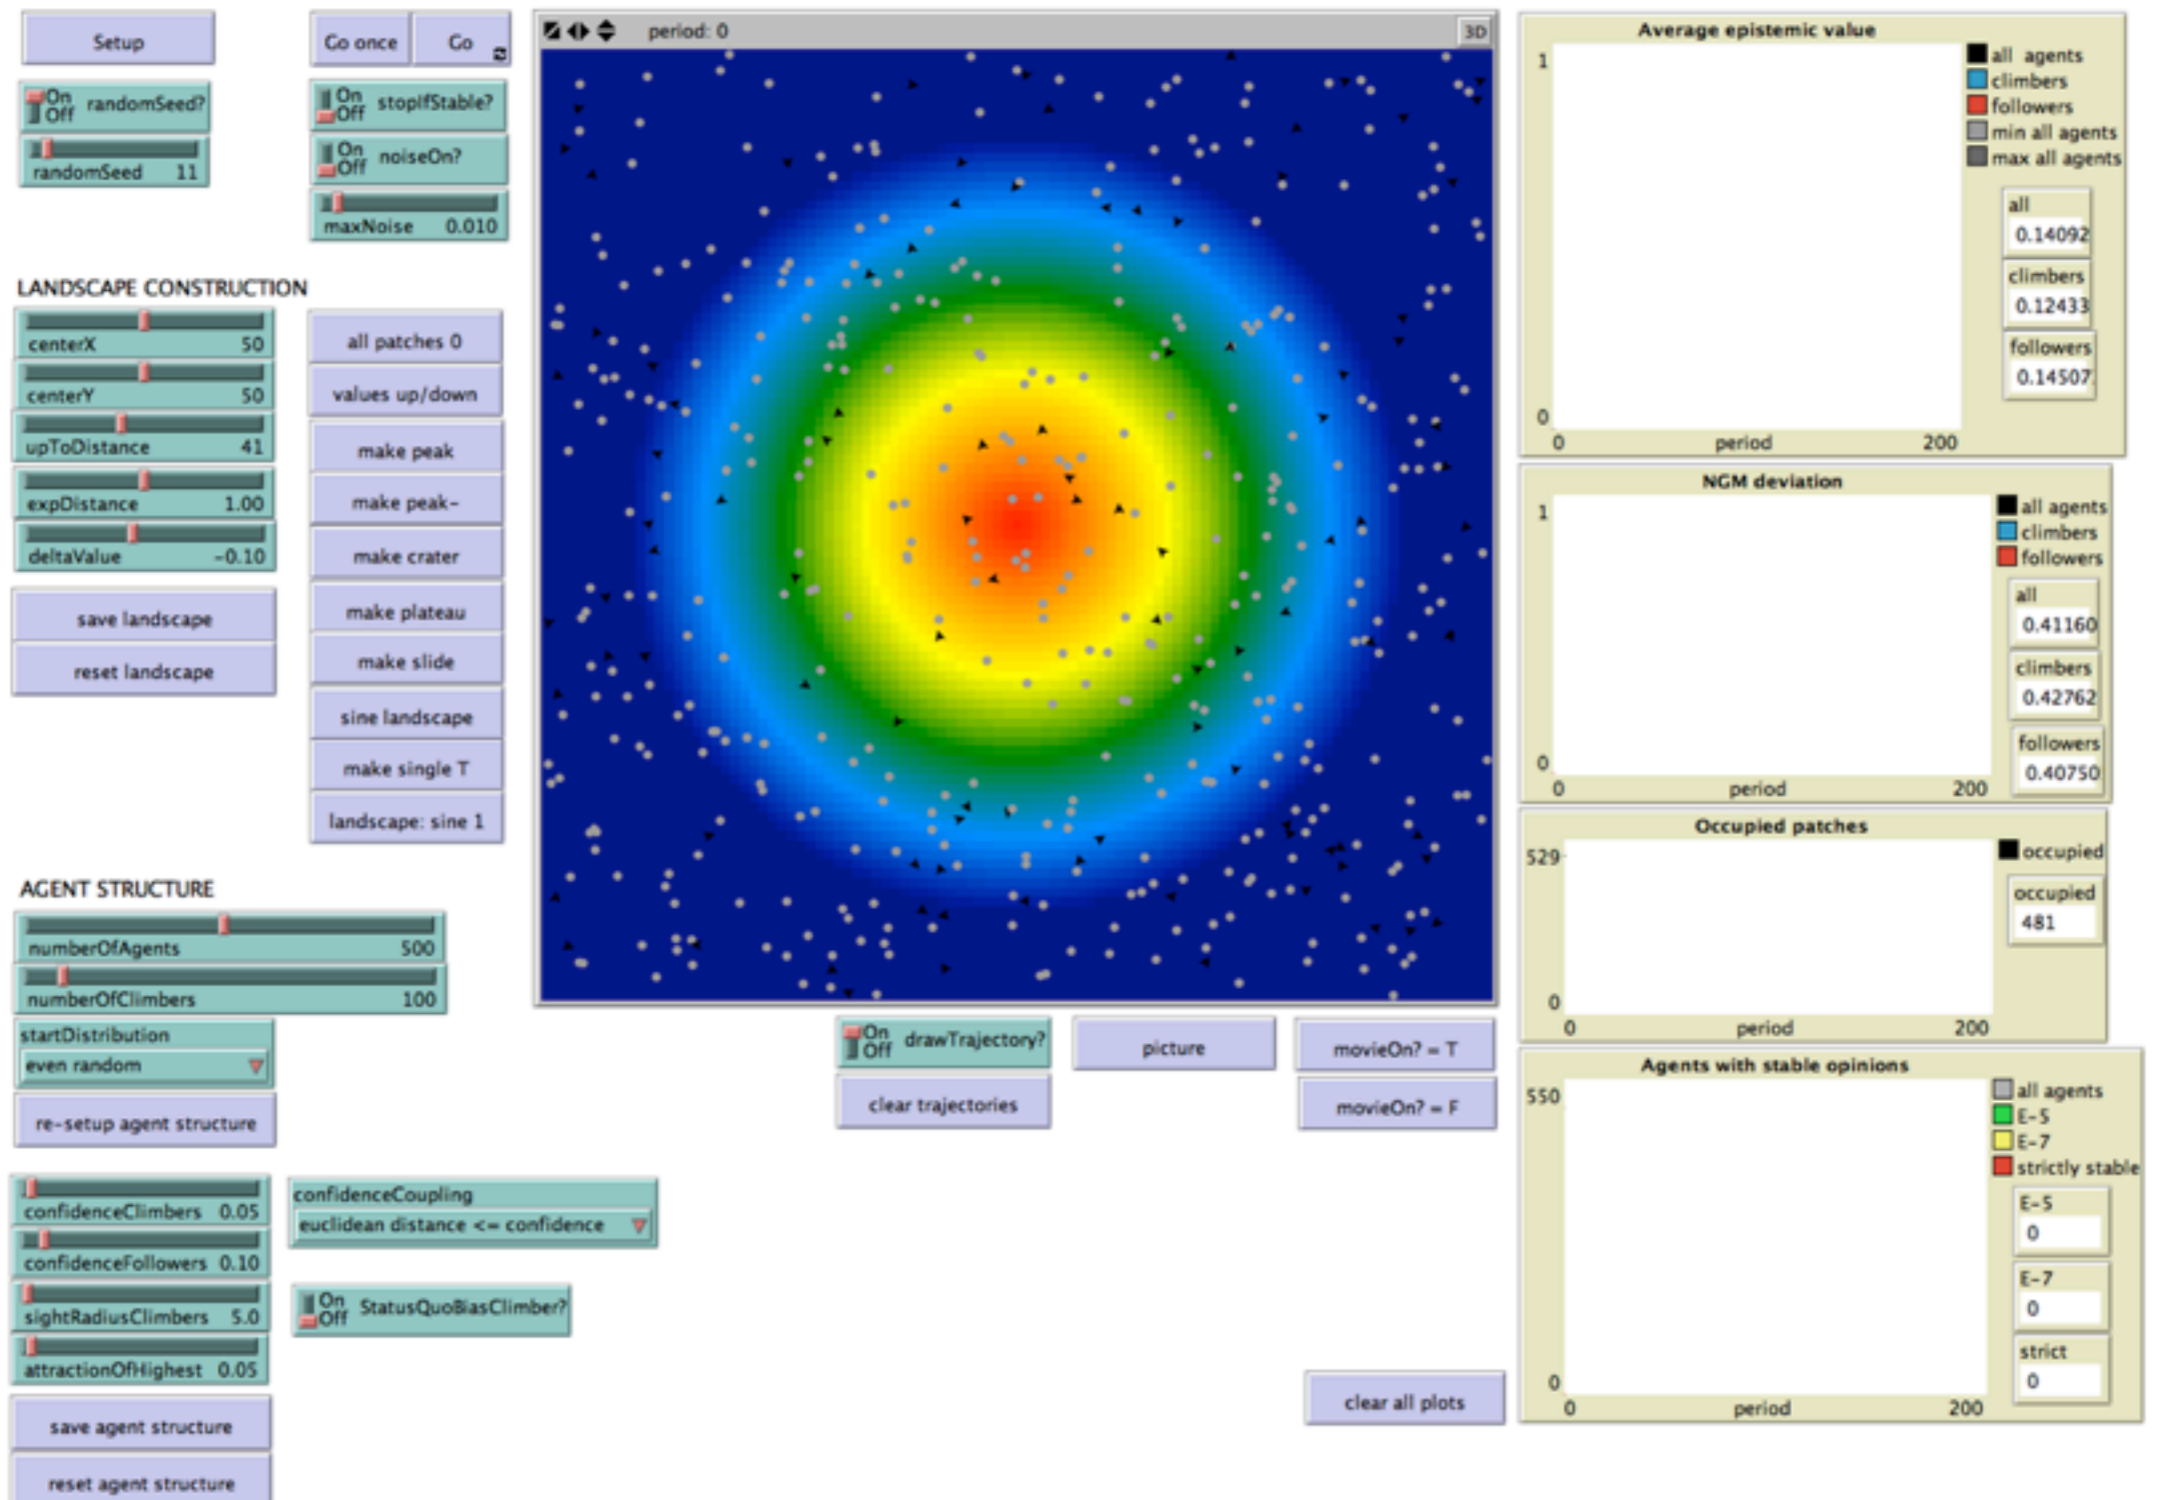 Setup
On
Off
randomSeed?
randomSeed 11
Go once
Go
On
Off
stopIfStable?
On
Off
noiseOn?
maxNoise 0.010
LANDSCAPE CONSTRUCTION
centerX 50
centerY 50
upToDistance 41
expDistance 1.00
deltaValue -0.10
save landscape
reset landscape
all patches 0
values up/down
make peak
make peak-
make crater
make plateau
make slide
sine landscape
make single T
landscape: sine 1
AGENT STRUCTURE
numberOfAgents 500
numberOfClimbers 100
startDistribution
even random
re-setup agent structure
confidenceClimbers 0.05
confidenceFollowers 0.10
sightRadiusClimbers 5.0
attractionOfHighest 0.05
save agent structure
reset agent structure
confidenceCoupling
euclidean distance <= confidence
On
Off
StatusQuoBiasClimber?
period: 0
3D
On
Off
drawTrajectory?
clear trajectories
picture
movieOn? = T
movieOn? = F
clear all plots
Average epistemic value
1
0
0 period 200
all agents
climbers
followers
min all agents
max all agents
all
0.14092
climbers
0.12433
followers
0.14507
NGM deviation
1
0
0 period 200
all agents
climbers
followers
all
0.41160
climbers
0.42762
followers
0.40750
Occupied patches
529
0
0 period 200
occupied
occupied
481
Agents with stable opinions
550
0
0 period 200
all agents
E-5
E-7
strictly stable
E-5
0
E-7
0
strict
0